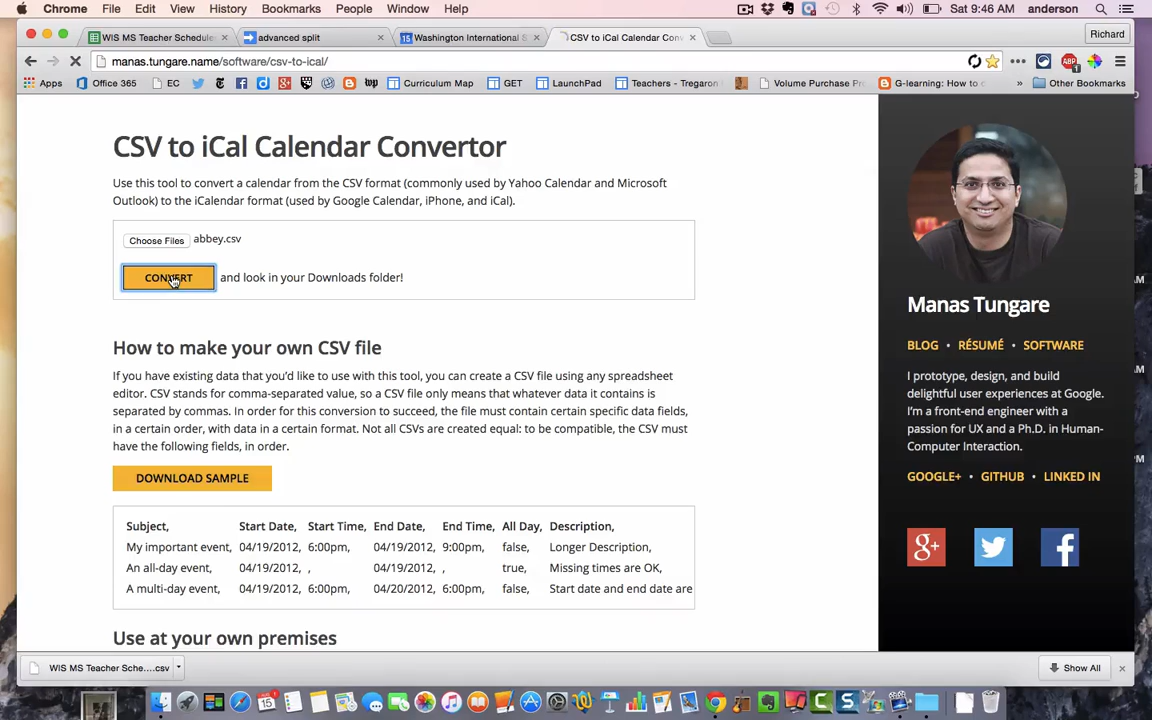 Chrome File Edit View History Bookmarks People Window Help Sat 9:46 AM anderson
WIS MS Teacher Schedule advanced split Washington International S CSV to iCal Calendar Conv Richard
manas.tungare.name/software/csv-to-ical/
Apps Office 365 EC Curriculum Map GET LaunchPad Teachers - Tregaron Volume Purchase Pro G-learning: How to c » Other Bookmarks
CSV to iCal Calendar Convertor
Use this tool to convert a calendar from the CSV format (commonly used by Yahoo Calendar and Microsoft
Outlook) to the iCalendar format (used by Google Calendar, iPhone, and iCal).
Choose Files abbey.csv
CONVERT and look in your Downloads folder!
How to make your own CSV file
If you have existing data that you'd like to use with this tool, you can create a CSV file using any spreadsheet
editor. CSV stands for comma-separated value, so a CSV file only means that whatever data it contains is
separated by commas. In order for this conversion to succeed, the file must contain certain specific data fields,
in a certain order, with data in a certain format. Not all CSVs are created equal: to be compatible, the CSV must
have the following fields, in order.
DOWNLOAD SAMPLE
Subject, Start Date, Start Time, End Date, End Time, All Day, Description,
My important event, 04/19/2012, 6:00pm, 04/19/2012, 9:00pm, false, Longer Description,
An all-day event, 04/19/2012, , 04/19/2012, , true, Missing times are OK,
A multi-day event, 04/19/2012, 6:00pm, 04/20/2012, 6:00pm, false, Start date and end date are
Use at your own premises
Manas Tungare
BLOG • RÉSUMÉ • SOFTWARE
I prototype, design, and build
delightful user experiences at Google.
I'm a front-end engineer with a
passion for UX and a Ph.D. in Human-
Computer Interaction.
GOOGLE+ • GITHUB • LINKED IN
WIS MS Teacher Sche....csv Show All